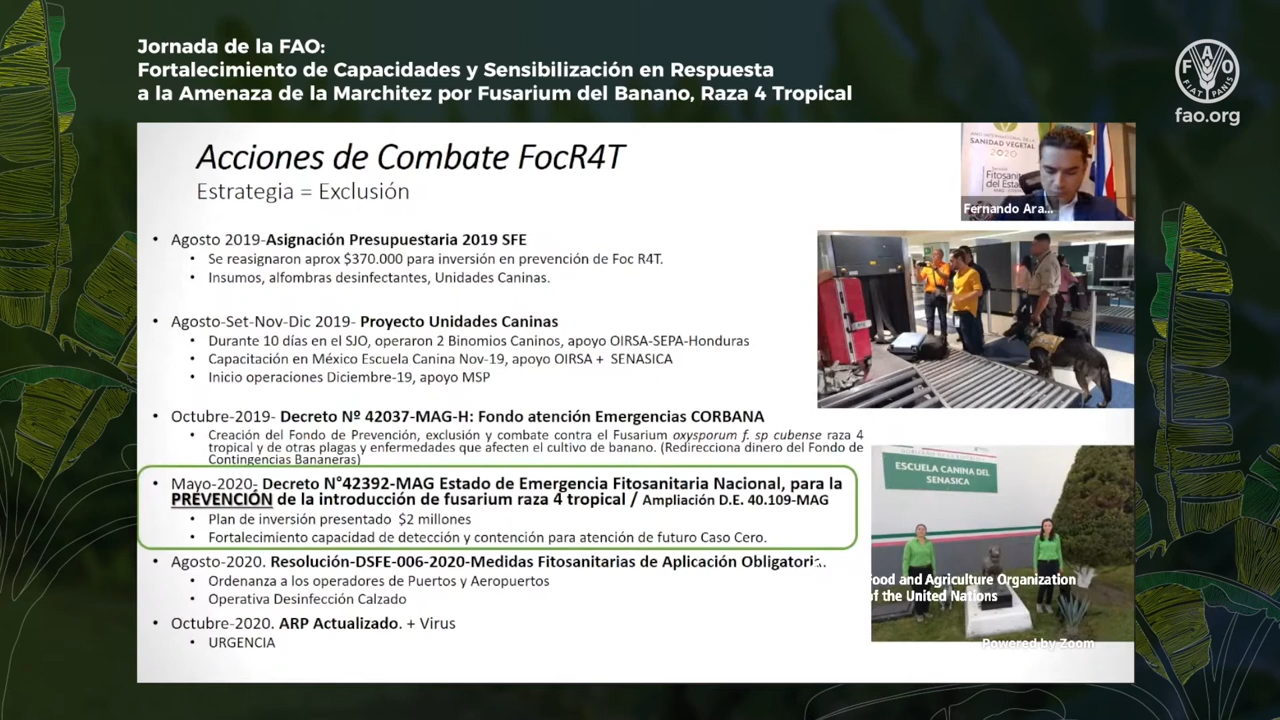 Jornada de la FAO:
Fortalecimiento de Capacidades y Sensibilización en Respuesta
a la Amenaza de la Marchitez por Fusarium del Banano, Raza 4 Tropical
F A O
FIAT PANIS
fao.org
Acciones de Combate FocR4T
Estrategia = Exclusión
SANIDAD VEGETAL
2020
Fitosanit
del Estado
Fernando Ara...
• Agosto 2019-Asignación Presupuestaria 2019 SFE
• Se reasignaron aprox $370.000 para inversión en prevención de Foc R4T.
• Insumos, alfombras desinfectantes, Unidades Caninas.
• Agosto-Set-Nov-Dic 2019- Proyecto Unidades Caninas
• Durante 10 días en el SJO, operaron 2 Binomios Caninos, apoyo OIRSA-SEPA-Honduras
• Capacitación en México Escuela Canina Nov-19, apoyo OIRSA + SENASICA
• Inicio operaciones Diciembre-19, apoyo MSP
• Octubre-2019- Decreto Nº 42037-MAG-H: Fondo atención Emergencias CORBANA
• Creación del Fondo de Prevención, exclusión y combate contra el Fusarium oxysporum f. sp cubense raza 4
tropical y de otras plagas y enfermedades que afecten el cultivo de banano. (Redirecciona dinero del Fondo de
Contingencias Bananeras)
• Mayo-2020- Decreto N°42392-MAG Estado de Emergencia Fitosanitaria Nacional, para la
PREVENCIÓN de la introducción de fusarium raza 4 tropical / Ampliación D.E. 40.109-MAG
• Plan de inversión presentado $2 millones
• Fortalecimiento capacidad de detección y contención para atención de futuro Caso Cero.
• Agosto-2020. Resolución-DSFE-006-2020-Medidas Fitosanitarias de Aplicación Obligatoria.
• Ordenanza a los operadores de Puertos y Aeropuertos
• Operativa Desinfección Calzado
• Octubre-2020. ARP Actualizado. + Virus
• URGENCIA
ESCUELA CANINA DEL
SENASICA
Food and Agriculture Organization
of the United Nations
Powered by Zoom